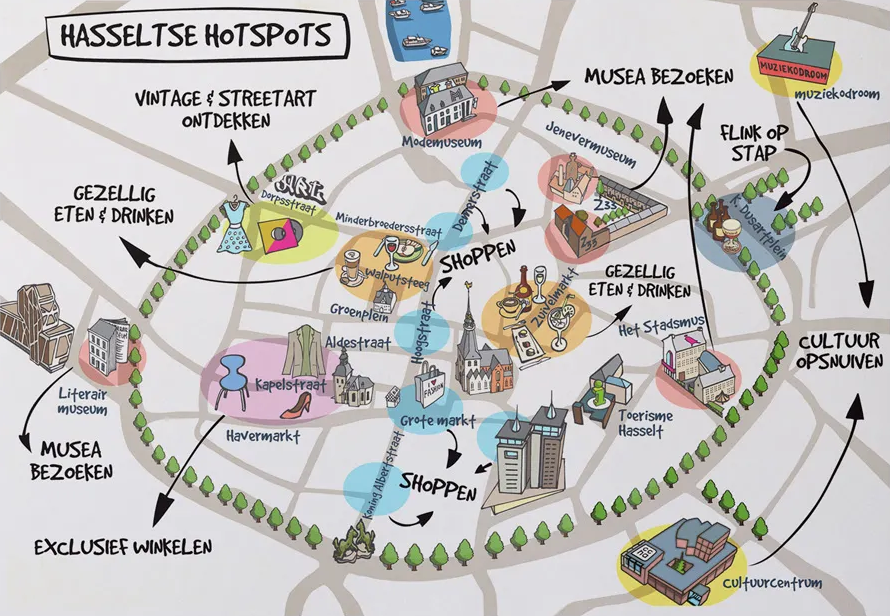 HASSELTSE HOTSPOTS
MUZIEKODROOM
muziekodroom
MUSEA BEZOEKEN
VINTAGE & STREETART
ONTDEKKEN
Modemuseum
Jenevermuseum
FLINK OP
STAP
ART
Dorpsstraat
Demerstraat
233
233
K. Dusartplein
GEZELLIG
ETEN & DRINKEN
Minderbroedersstraat
Walputsteeg
SHOPPEN
Zuivelmarkt
GEZELLIG
ETEN & DRINKEN
Groenplein
Hoogstraat
Het Stadsmus
Aldestraat
CULTUUR
OPSNUIVEN
Kapelstraat
I ♥
FASHION
Literair
museum
Havermarkt
Grote markt
Toerisme
Hasselt
MUSEA
BEZOEKEN
Koning Albertstraat
SHOPPEN
EXCLUSIEF WINKELEN
cultuurcentrum